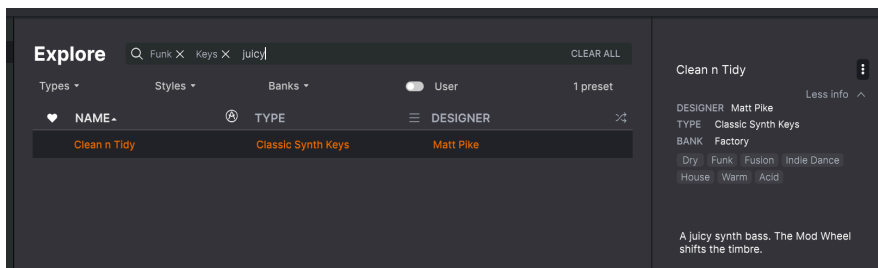 Explore
Funk X Keys X juicy
CLEAR ALL
Types
Styles
Banks
User
1 preset
NAME
TYPE
DESIGNER
Clean n Tidy
Classic Synth Keys
Matt Pike
Clean n Tidy
Less info
DESIGNER Matt Pike
TYPE Classic Synth Keys
BANK Factory
Dry Funk Fusion Indie Dance
House Warm Acid
A juicy synth bass. The Mod Wheel
shifts the timbre.